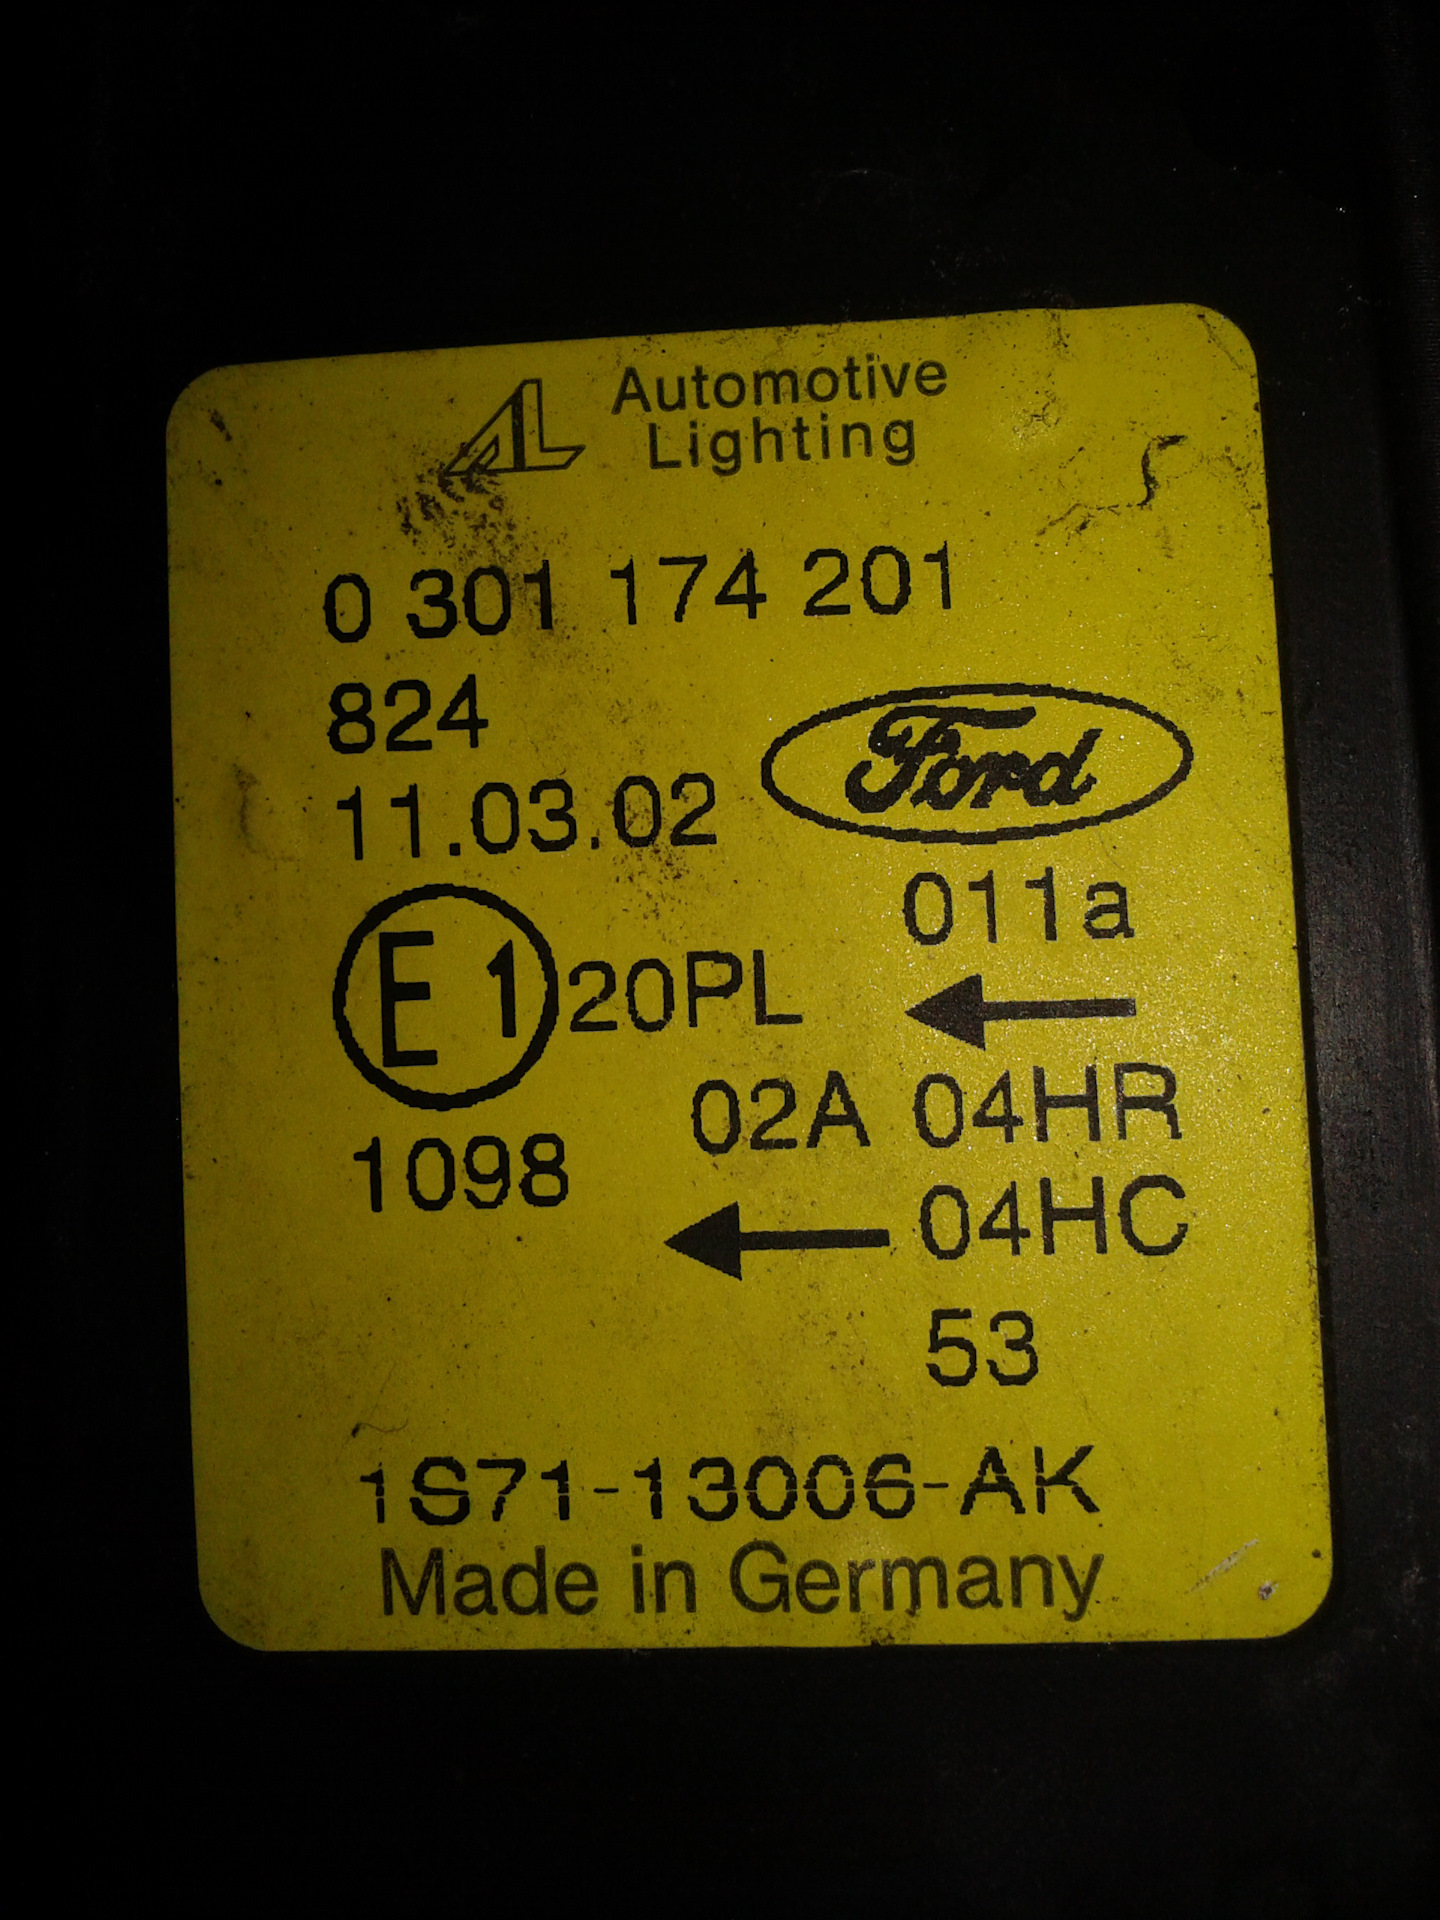 AL Automotive
Lighting
0 301 174 201
824
Ford
11.03.02
011a
E 1 20PL
02A 04HR
1098
04HC
53
1S71-13006-AK
Made in Germany